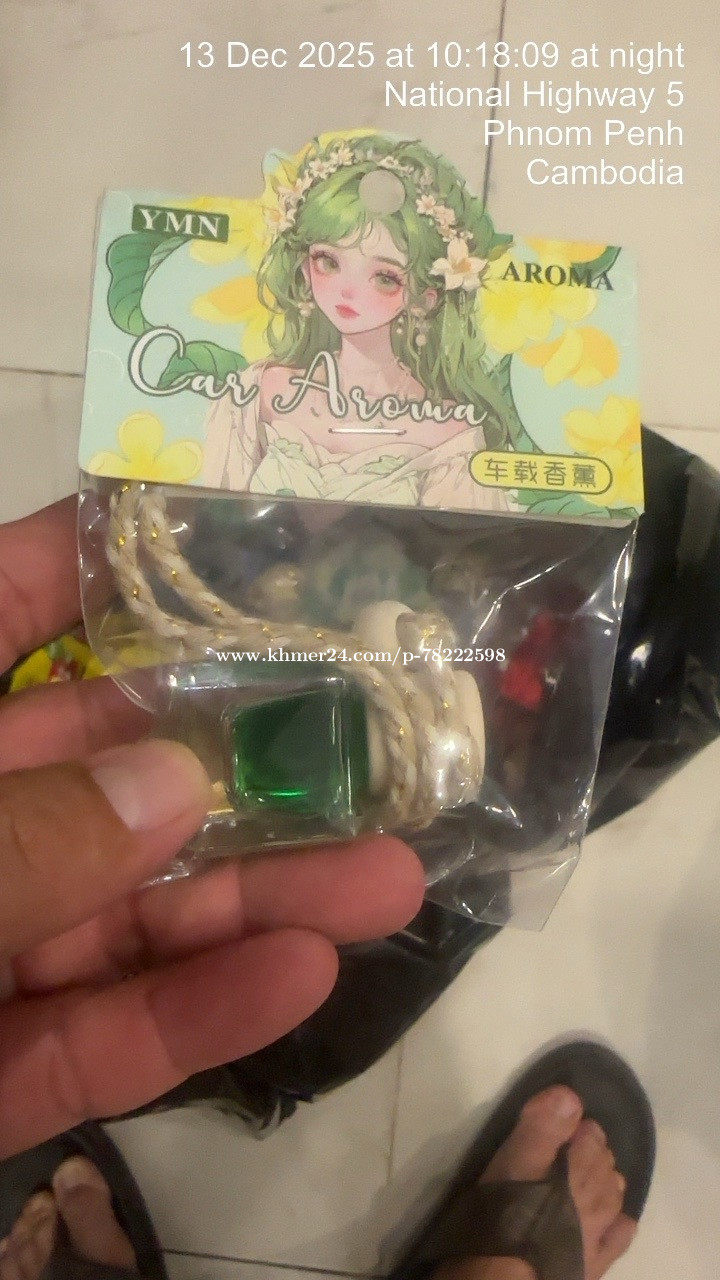 13 Dec 2025 at 10:18:09 at night
National Highway 5
Phnom Penh
Cambodia
YMN
AROMA
Car Aroma
车载香薰
www.khmer24.com/p-78222598